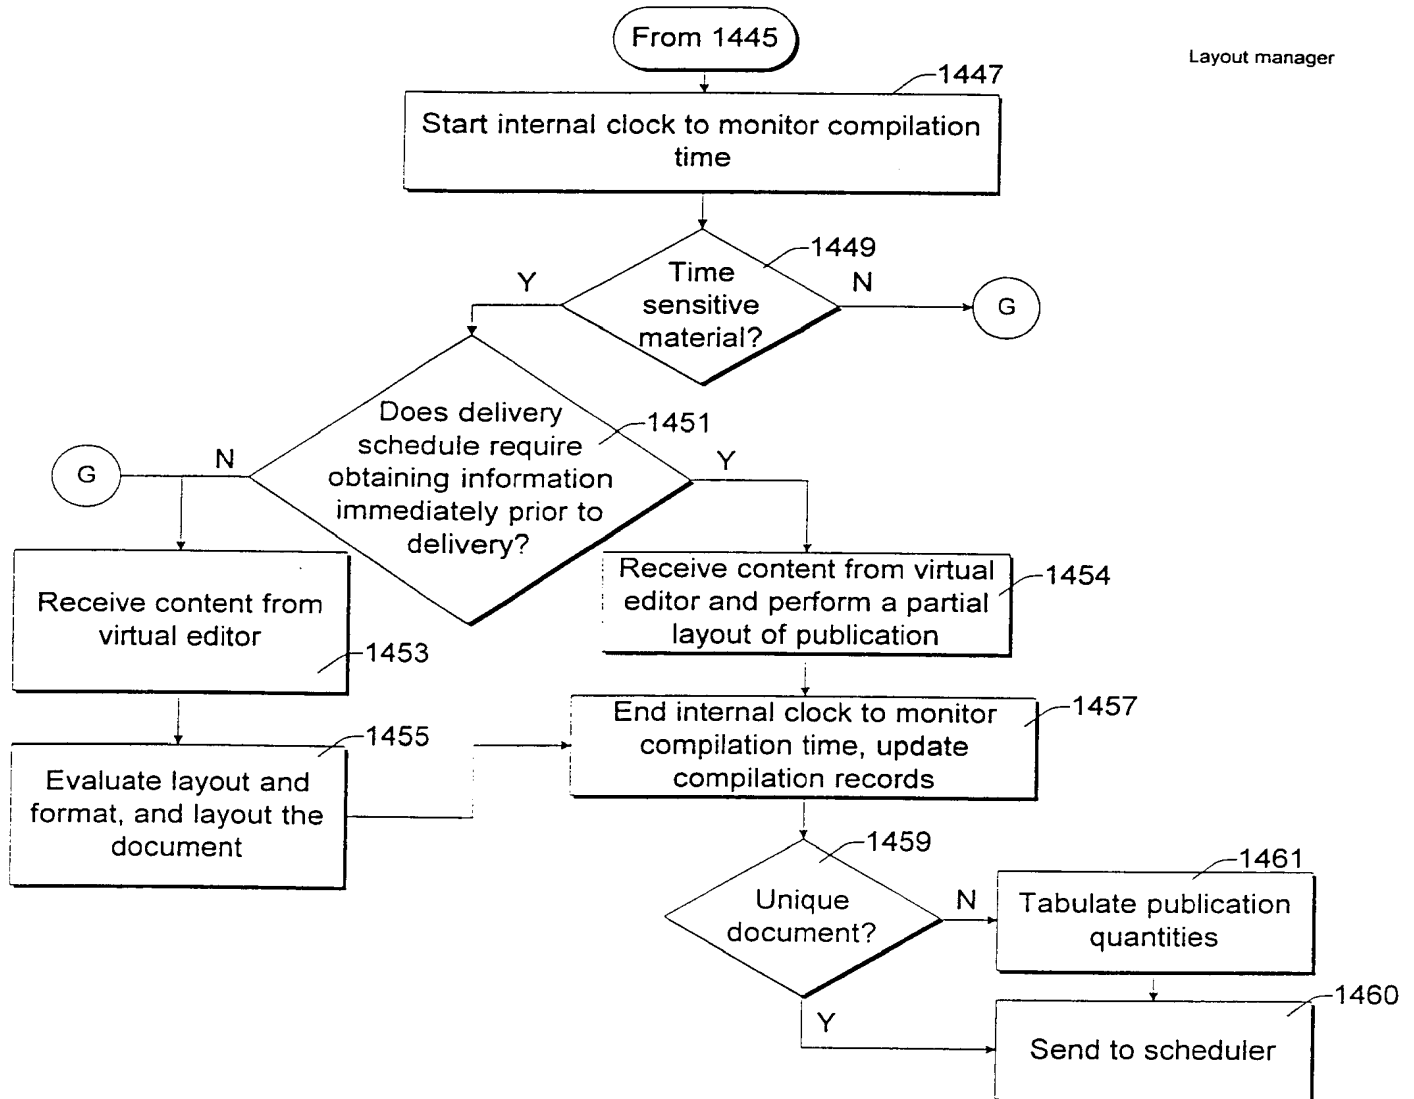 From 1445
Layout manager
1447
Start internal clock to monitor compilation
time
1449
Time
sensitive
material?
Y
N
G
Does delivery
schedule require
obtaining information
immediately prior to
delivery?
1451
G
N
Y
Receive content from
virtual editor
1453
Receive content from virtual
editor and perform a partial
layout of publication
1454
1455
Evaluate layout and
format, and layout the
document
End internal clock to monitor
compilation time, update
compilation records
1457
1459
Unique
document?
N
Y
1461
Tabulate publication
quantities
1460
Send to scheduler